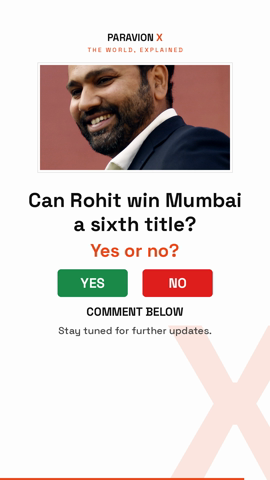 PARAVION X
THE WORLD, EXPLAINED
Can Rohit win Mumbai
a sixth title?
Yes or no?
YES NO
COMMENT BELOW
Stay tuned for further updates.
X